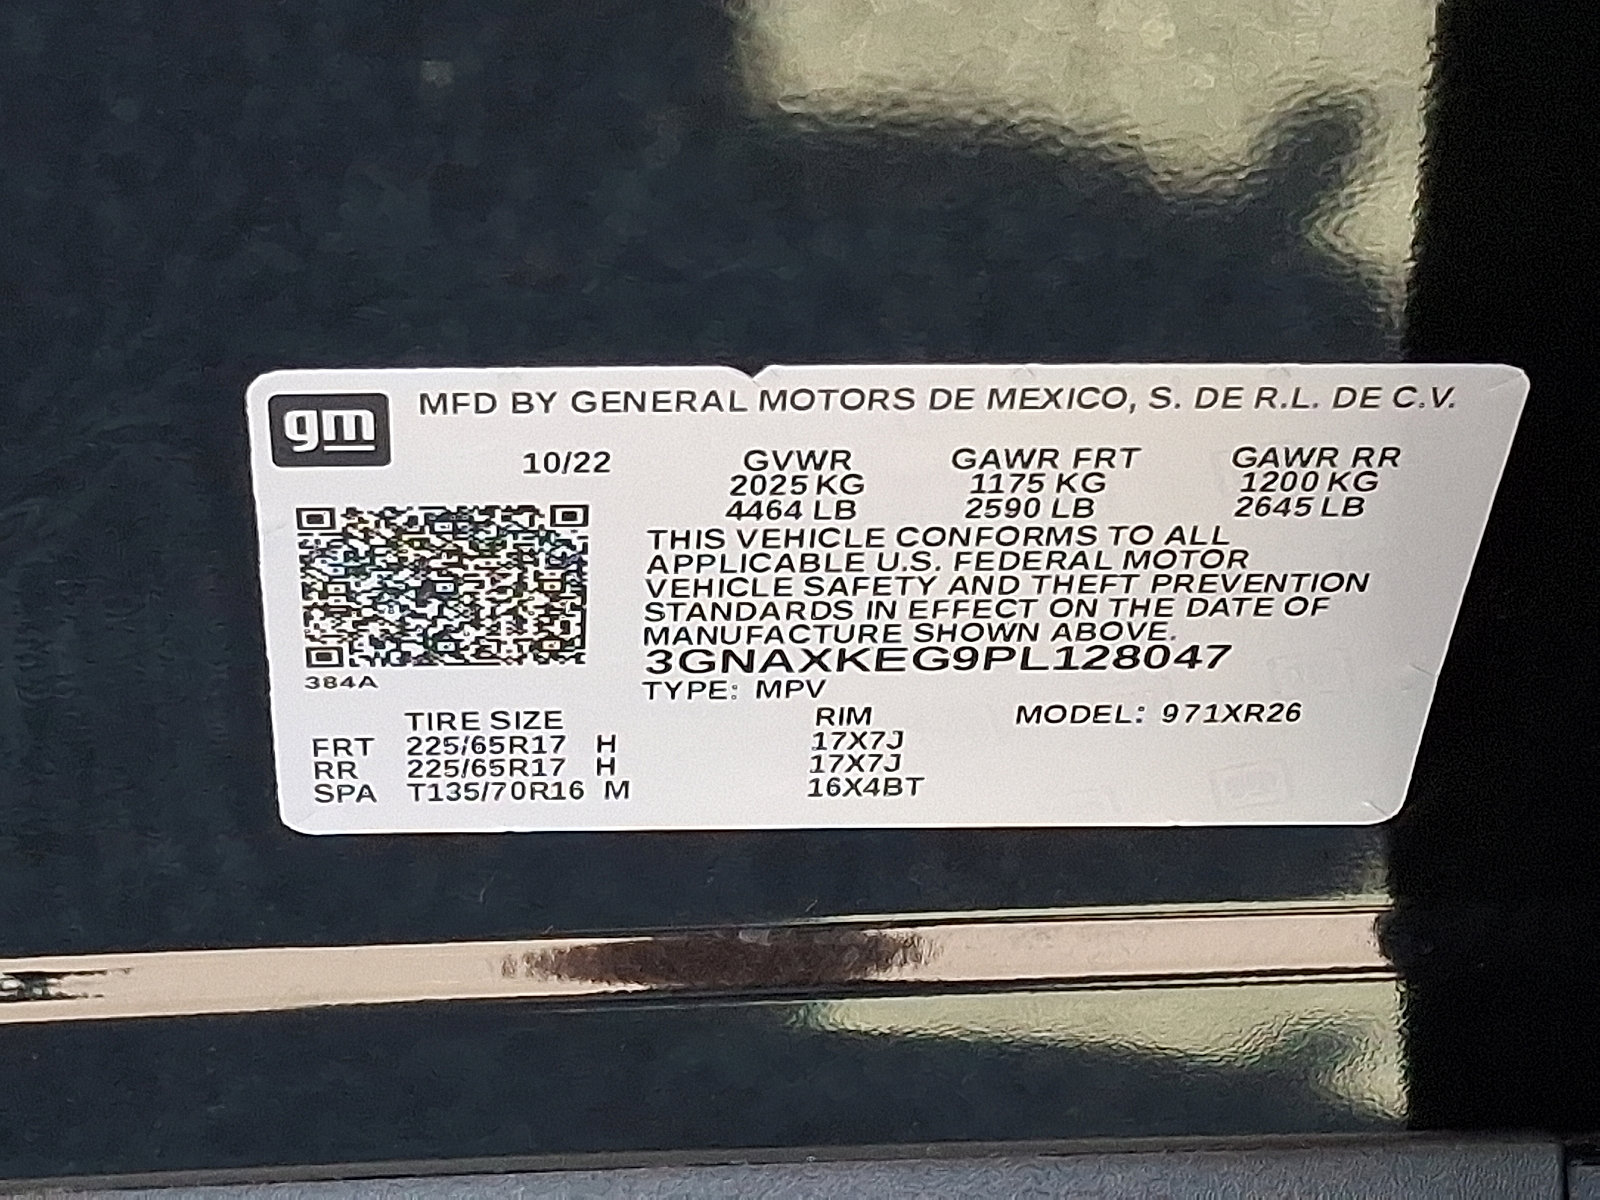 gm
MFD BY GENERAL MOTORS DE MEXICO, S. DE R.L. DE C.V.
10/22 GVWR GAWR FRT GAWR RR
2025 KG 1175 KG 1200 KG
4464 LB 2590 LB 2645 LB
THIS VEHICLE CONFORMS TO ALL
APPLICABLE U.S. FEDERAL MOTOR
VEHICLE SAFETY AND THEFT PREVENTION
STANDARDS IN EFFECT ON THE DATE OF
MANUFACTURE SHOWN ABOVE.
3GNAXKEG9PL128047
384A
TYPE: MPV
TIRE SIZE RIM MODEL: 971XR26
FRT 225/65R17 H 17X7J
RR 225/65R17 H 17X7J
SPA T135/70R16 M 16X4BT